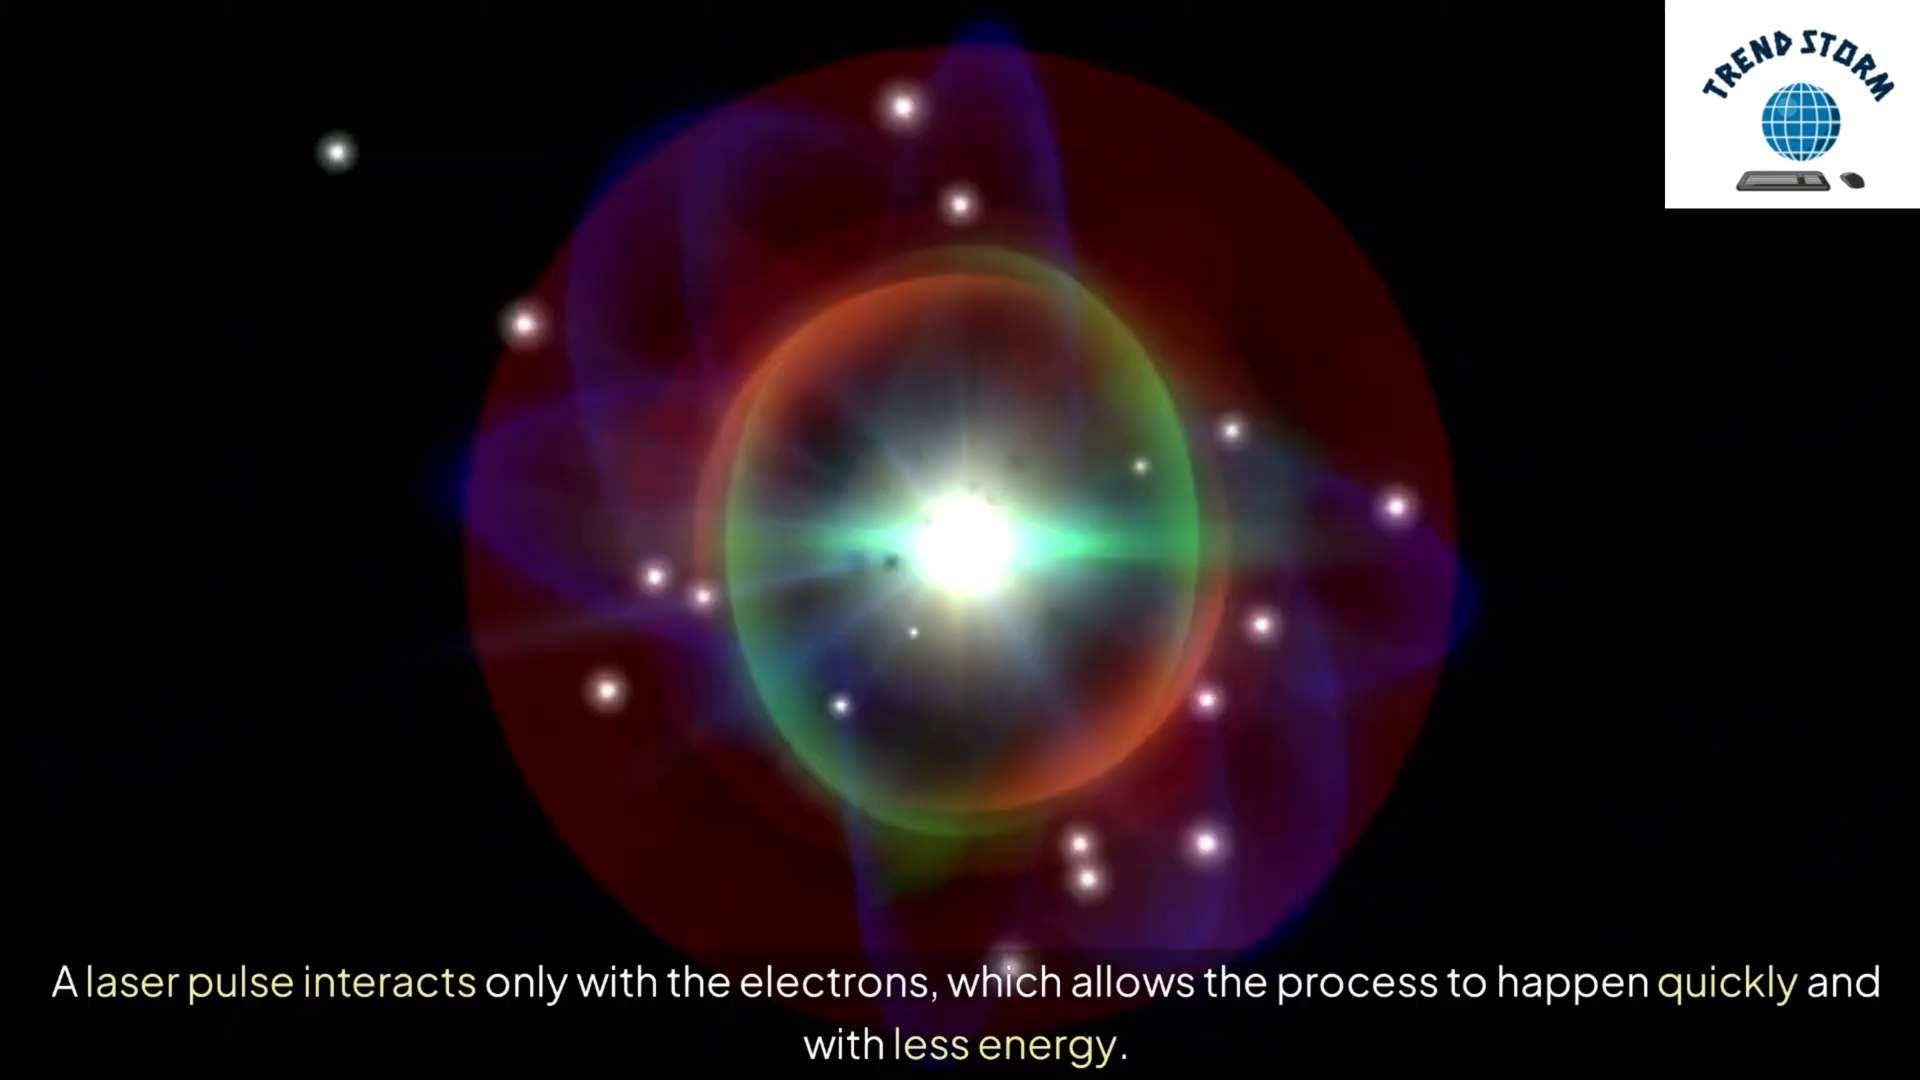 TREND STORM
A laser pulse interacts only with the electrons, which allows the process to happen quickly and
with less energy.